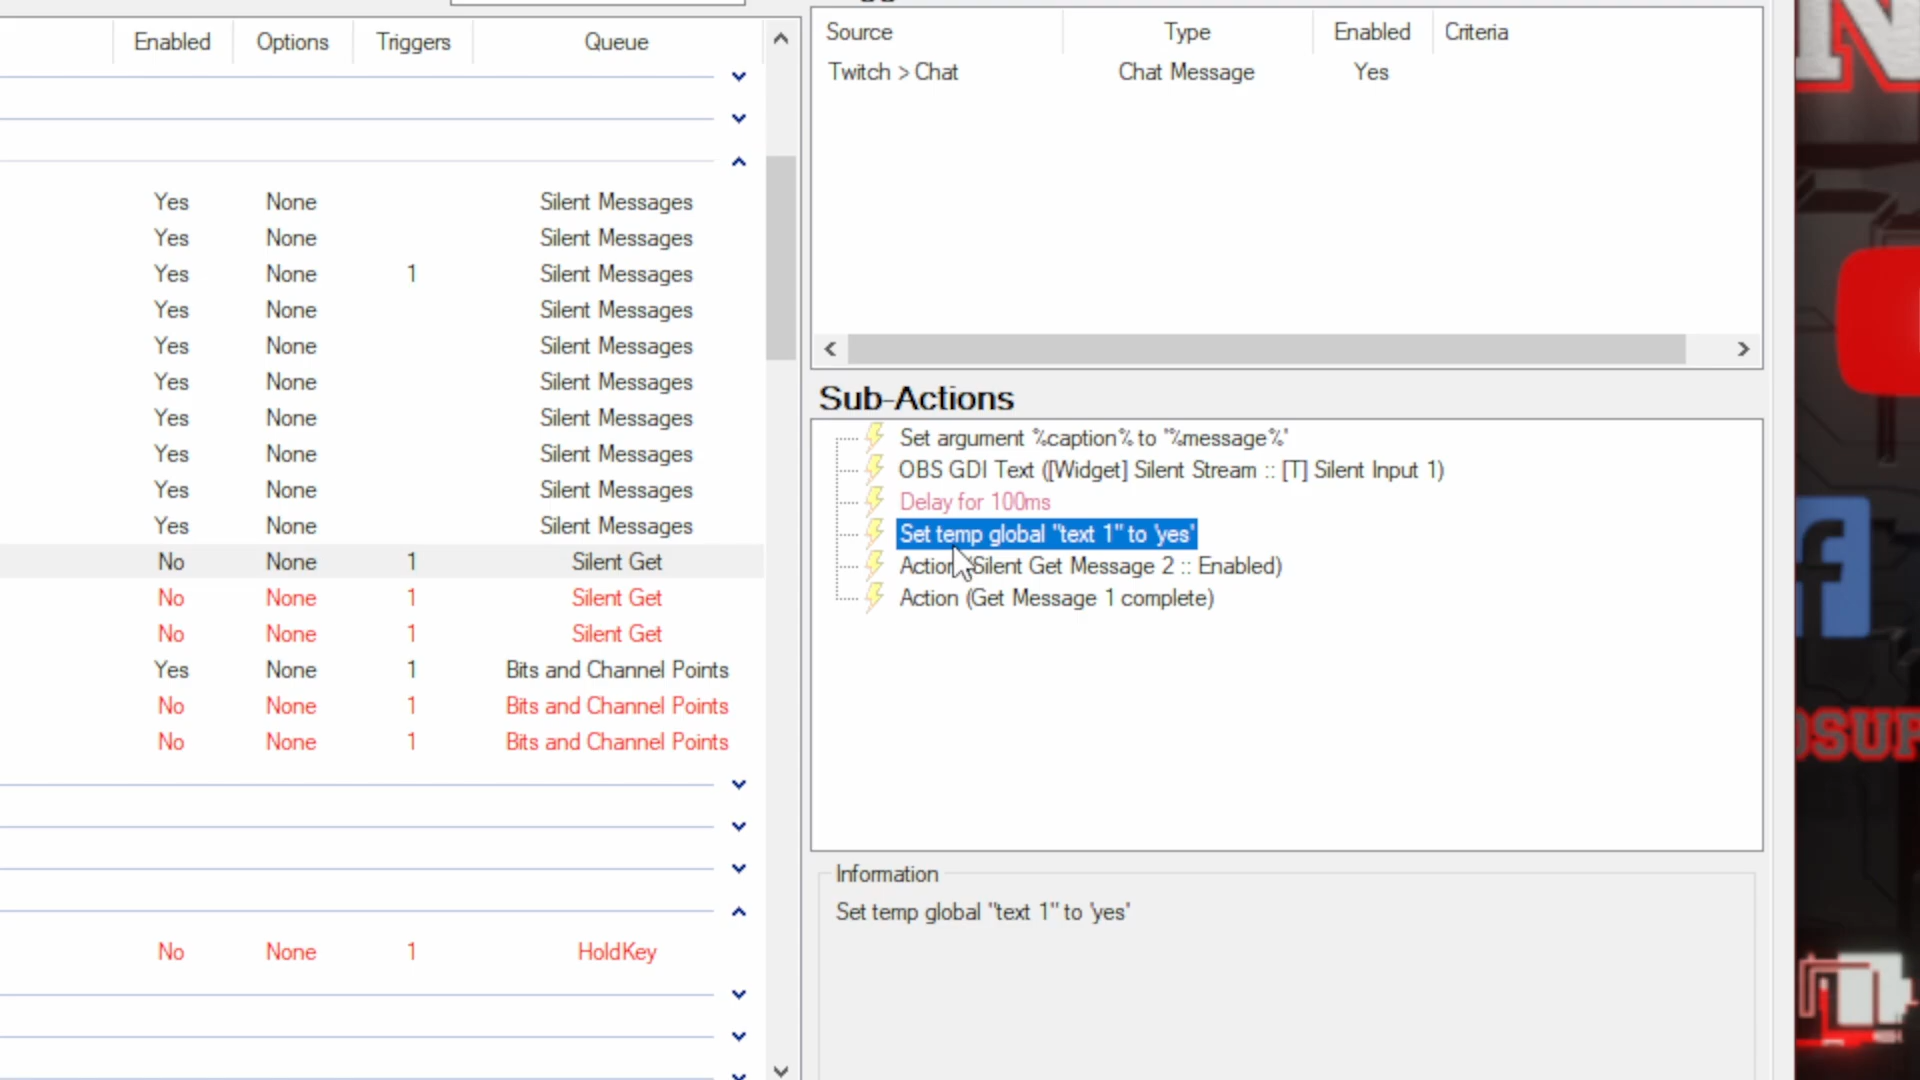 Enabled Options Triggers Queue
Yes None Silent Messages
Yes None Silent Messages
Yes None 1 Silent Messages
Yes None Silent Messages
Yes None Silent Messages
Yes None Silent Messages
Yes None Silent Messages
Yes None Silent Messages
Yes None Silent Messages
Yes None Silent Messages
No None 1 Silent Get
No None 1 Silent Get
No None 1 Silent Get
Yes None 1 Bits and Channel Points
No None 1 Bits and Channel Points
No None 1 Bits and Channel Points
No None 1 HoldKey
Source Type Enabled Criteria
Twitch > Chat Chat Message Yes
Sub-Actions
Set argument %caption% to "%message%'
OBS GDI Text ([Widget] Silent Stream :: [T] Silent Input 1)
Delay for 100ms
Set temp global "text 1" to 'yes'
Action (Silent Get Message 2 :: Enabled)
Action (Get Message 1 complete)
Information
Set temp global "text 1" to 'yes'